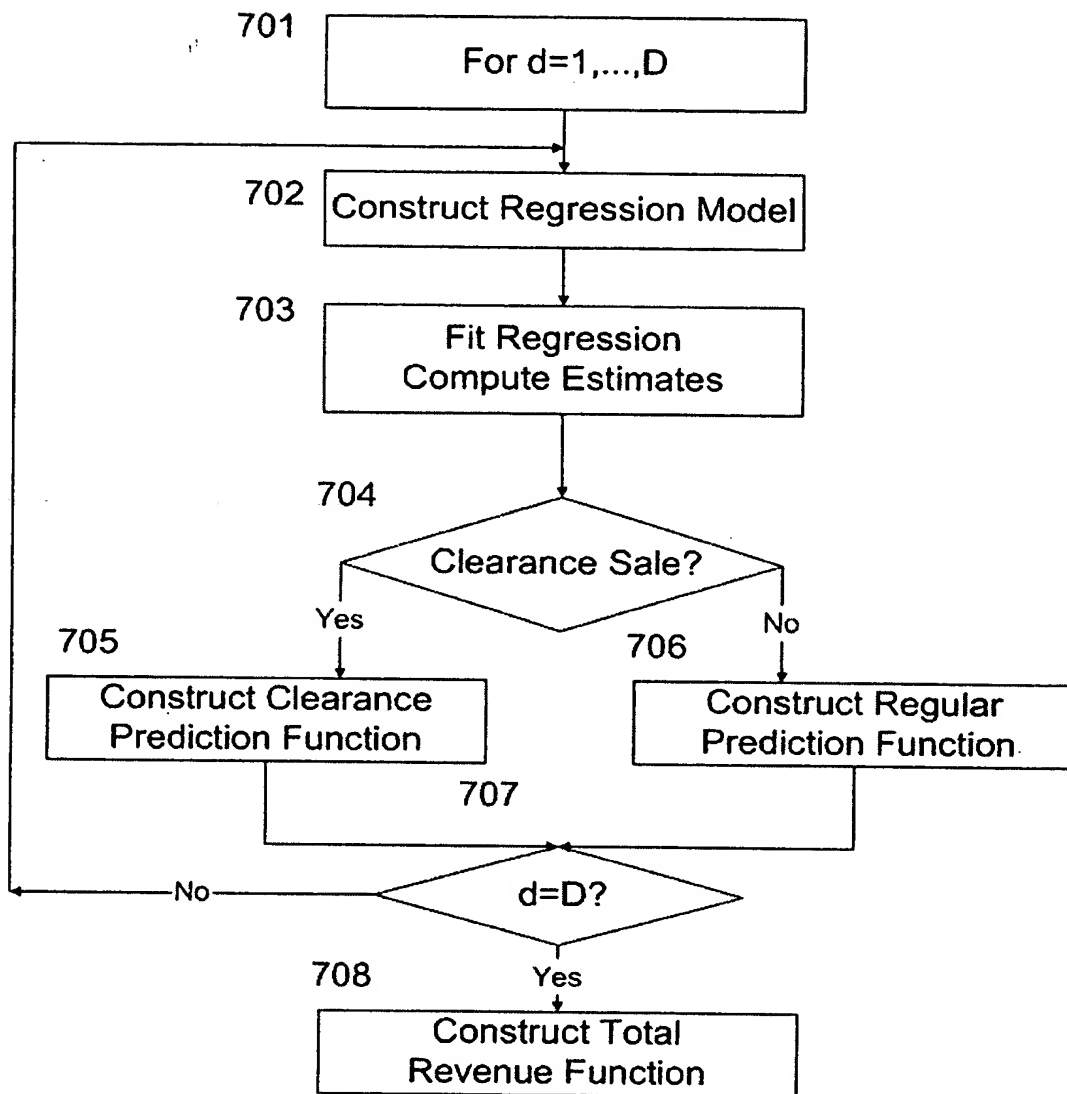 701
For d=1,...,D
702
Construct Regression Model
703
Fit Regression
Compute Estimates
704
Clearance Sale?
Yes
No
705
Construct Clearance
Prediction Function
706
Construct Regular
Prediction Function
707
d=D?
No
Yes
708
Construct Total
Revenue Function